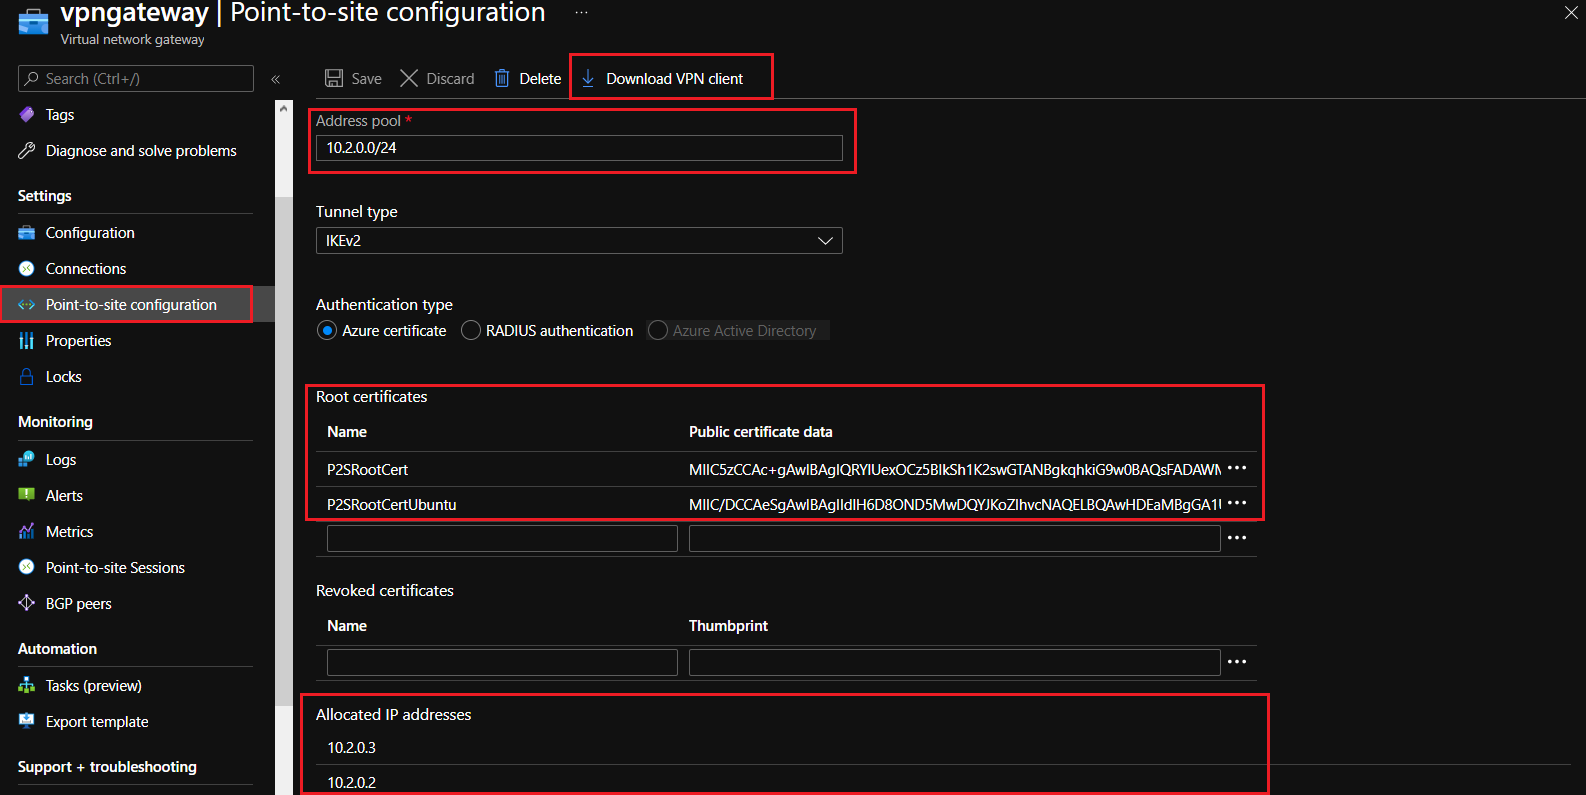 vpngateway | Point-to-site configuration ...
Virtual network gateway
Search (Ctrl+/)
«
Save
Discard
Delete
Download VPN client
Tags
Diagnose and solve problems
Settings
Configuration
Connections
Point-to-site configuration
Properties
Locks
Monitoring
Logs
Alerts
Metrics
Point-to-site Sessions
BGP peers
Automation
Tasks (preview)
Export template
Support + troubleshooting
Address pool *
10.2.0.0/24
Tunnel type
IKEv2
Authentication type
Azure certificate RADIUS authentication Azure Active Directory
Root certificates
Name Public certificate data
P2SRootCert MIIC5zCCAc+gAwIBAgIQRYIUexOCz5BIkSh1K2swGTANBgkqhkiG9w0BAQsFADAWM ...
P2SRootCertUbuntu MIIC/DCCAeSgAwIBAgIIdIH6D8OND5MwDQYJKoZIhvcNAQELBQAwHDEaMBgGA1U ...
...
Revoked certificates
Name Thumbprint
...
Allocated IP addresses
10.2.0.3
10.2.0.2